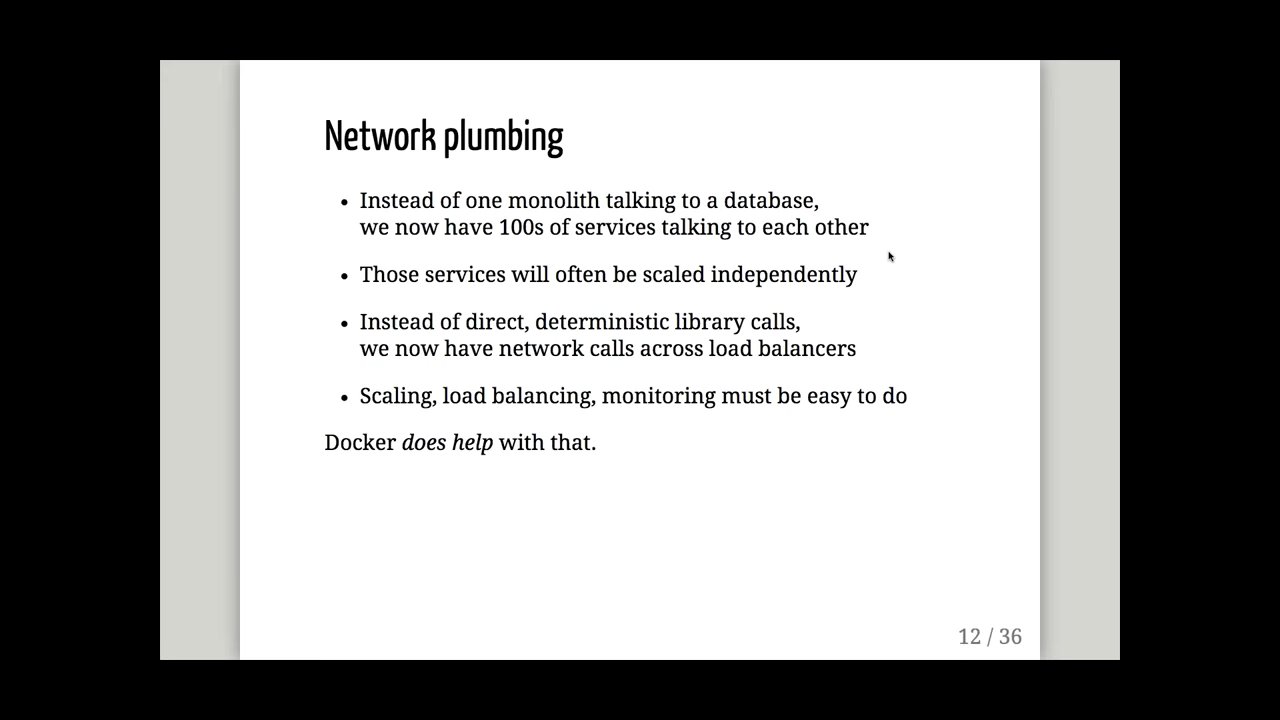 Network plumbing
• Instead of one monolith talking to a database,
we now have 100s of services talking to each other
• Those services will often be scaled independently
• Instead of direct, deterministic library calls,
we now have network calls across load balancers
• Scaling, load balancing, monitoring must be easy to do
Docker does help with that.
12 / 36